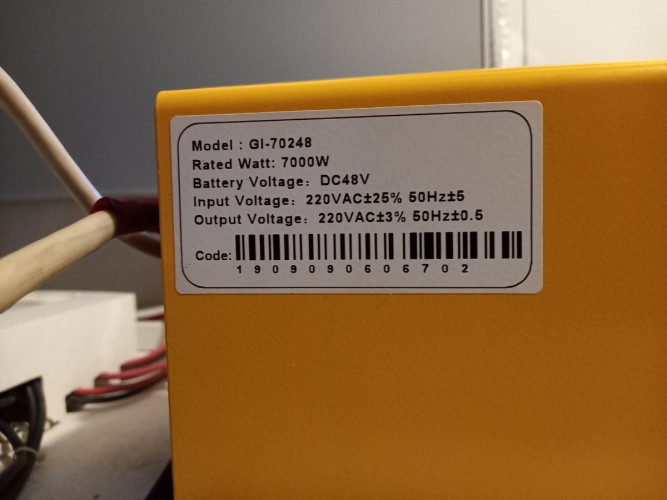 Model : GI-70248
Rated Watt: 7000W
Battery Voltage: DC48V
Input Voltage: 220VAC±25% 50Hz±5
Output Voltage: 220VAC±3% 50Hz±0.5
Code:
1909090606702